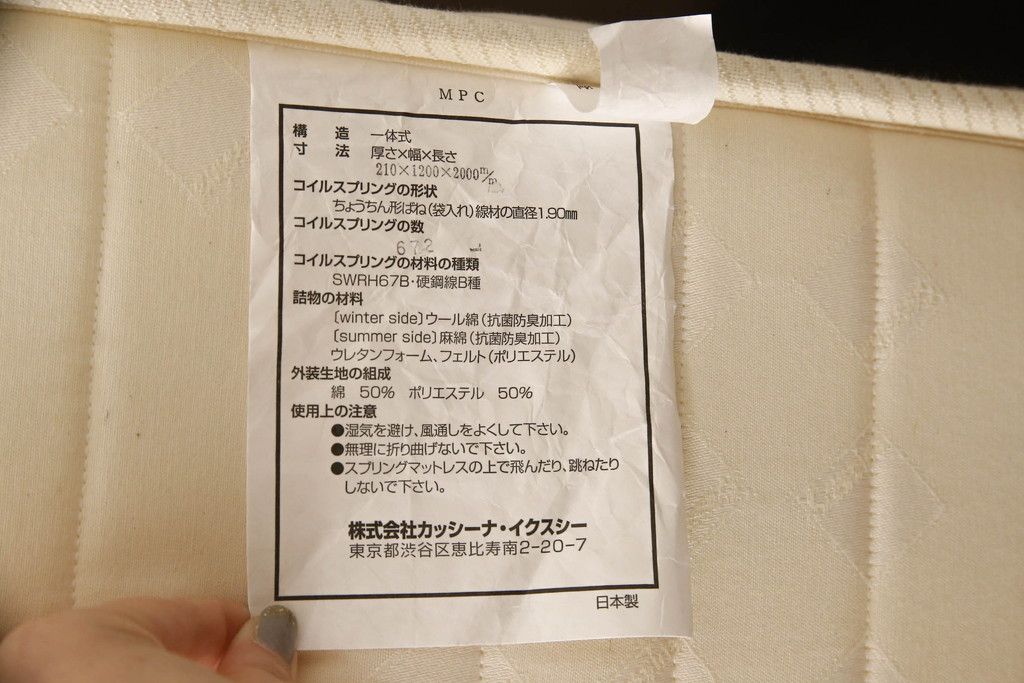 MPC
構造 一体式
寸法 厚さ×幅×長さ
210×1200×2000m/m
コイルスプリングの形状
ちょうちん形ばね(袋入れ)線材の直径1.90mm
コイルスプリングの数
672
コイルスプリングの材料の種類
SWRH67B・硬鋼線B種
詰物の材料
〔winter side〕ウール綿(抗菌防臭加工)
〔summer side〕麻綿(抗菌防臭加工)
ウレタンフォーム、フェルト(ポリエステル)
外装生地の組成
綿 50% ポリエステル 50%
使用上の注意
●湿気を避け、風通しをよくして下さい。
●無理に折り曲げないで下さい。
●スプリングマットレスの上で飛んだり、跳ねたり
しないで下さい。
株式会社カッシーナ・イクスシー
東京都渋谷区恵比寿南2-20-7
日本製